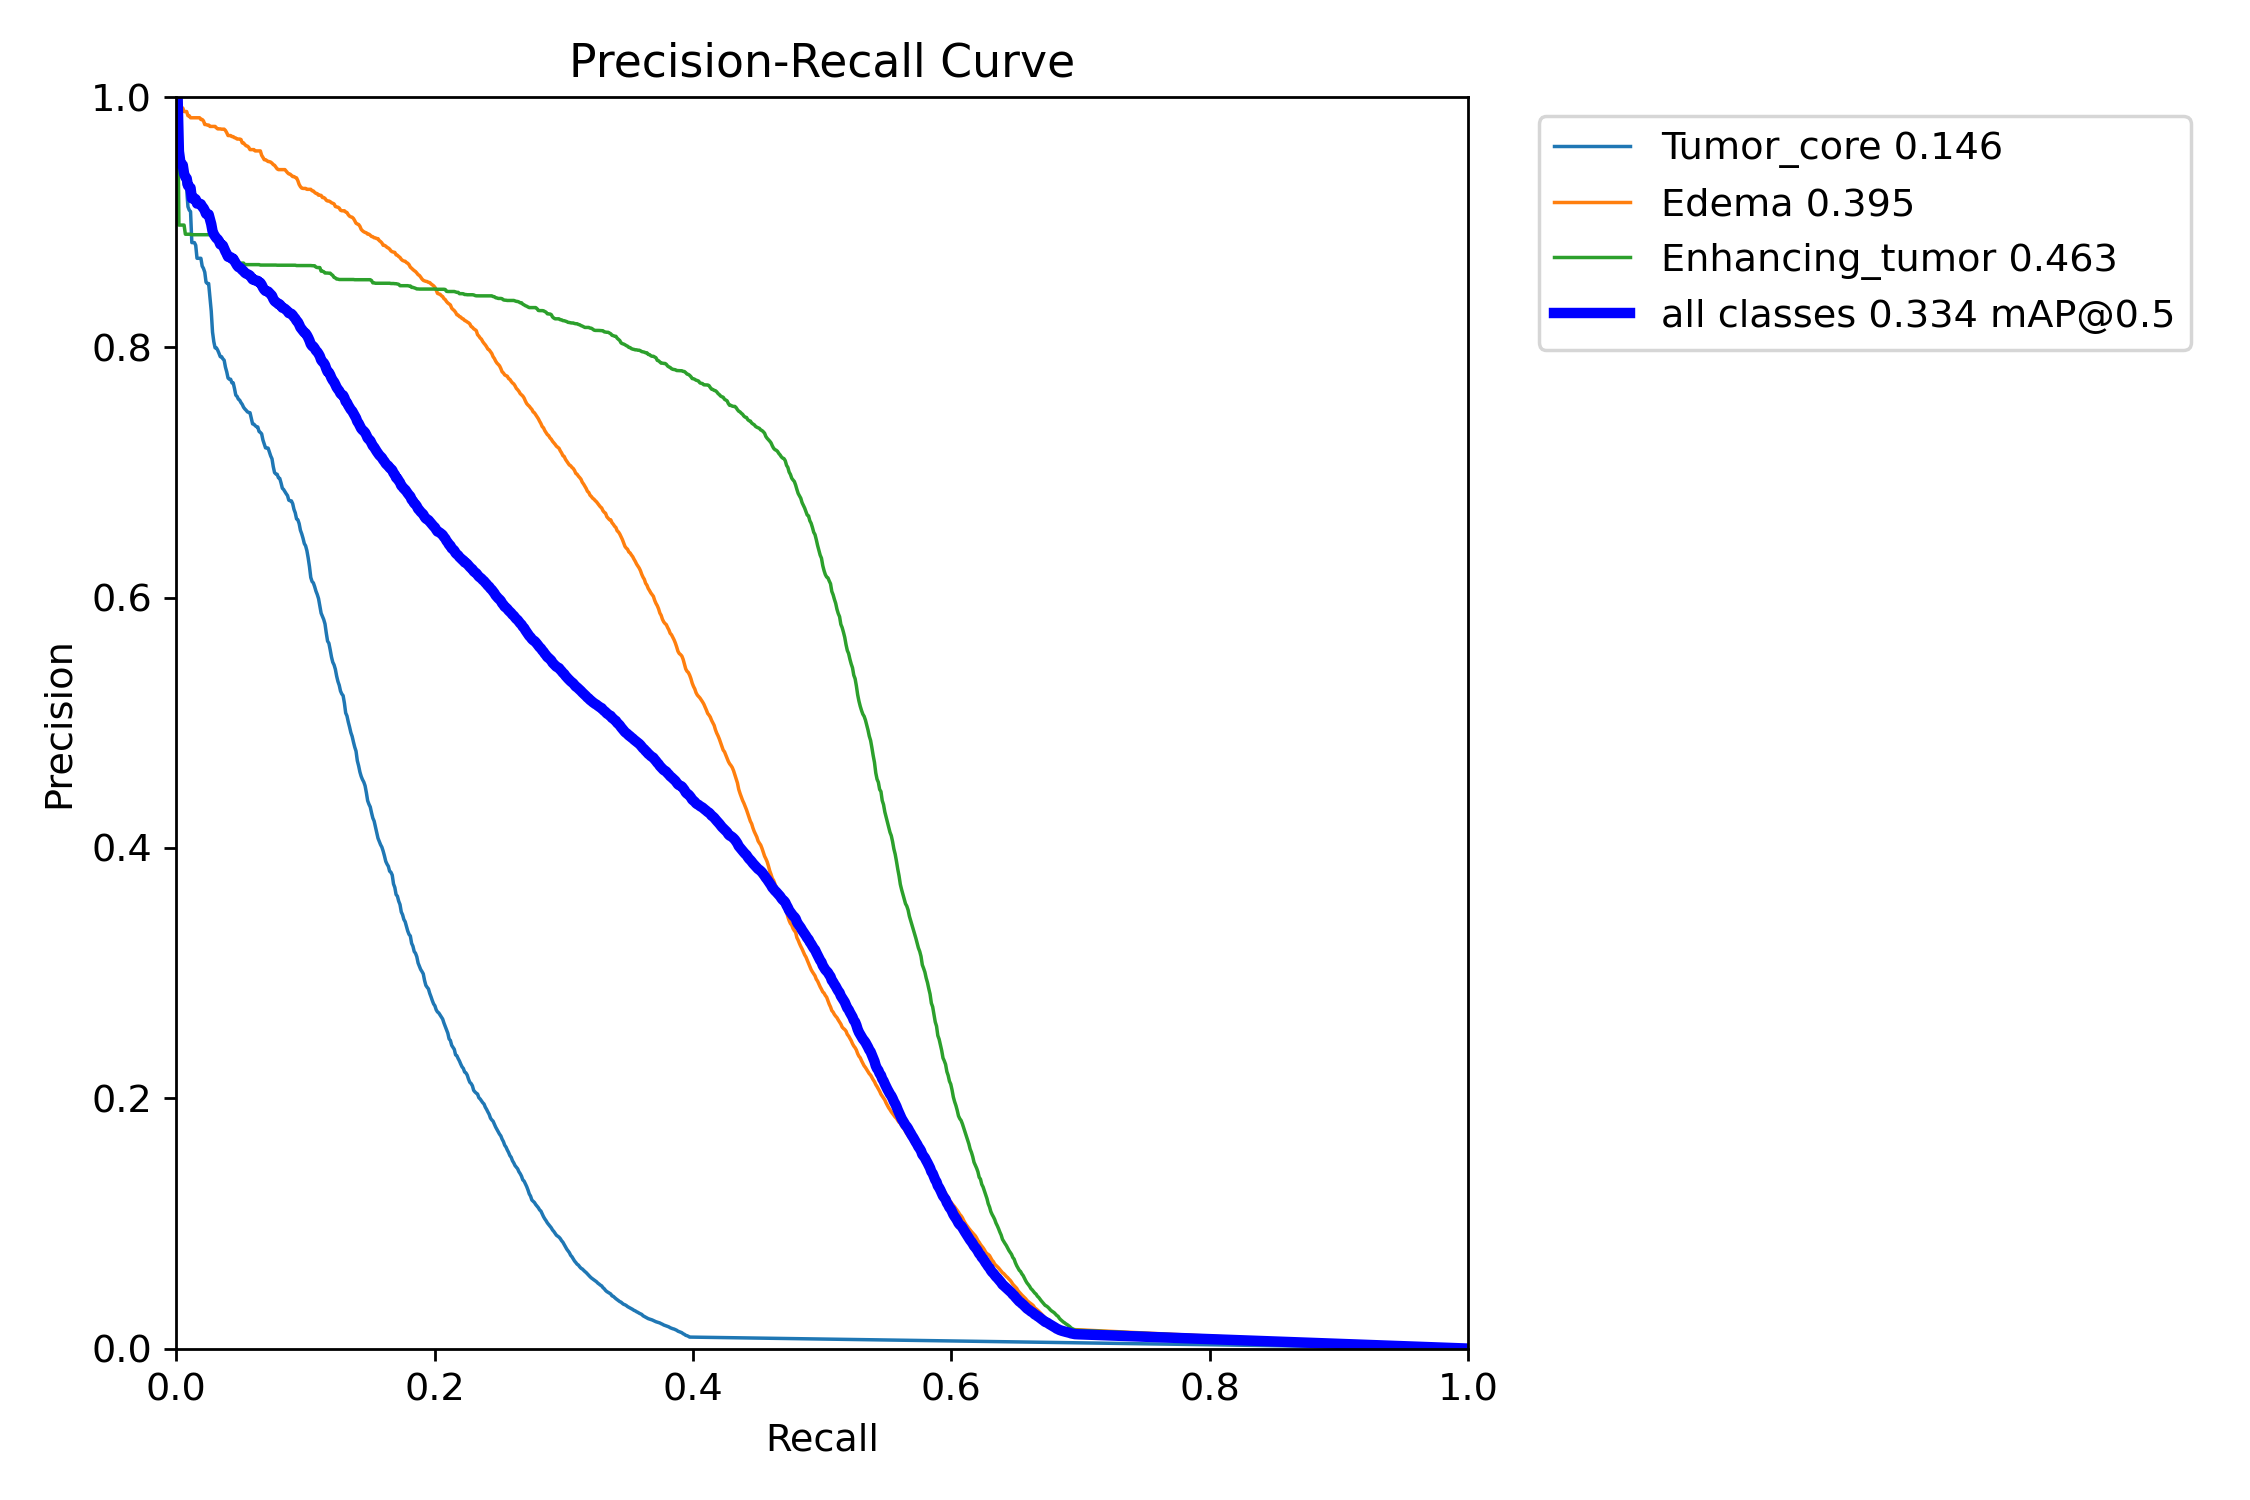 Precision-Recall Curve
Tumor_core 0.146
Edema 0.395
Enhancing_tumor 0.463
all classes 0.334 mAP@0.5
Precision
1.0
0.8
0.6
0.4
0.2
0.0
0.0 0.2 0.4 0.6 0.8 1.0
Recall